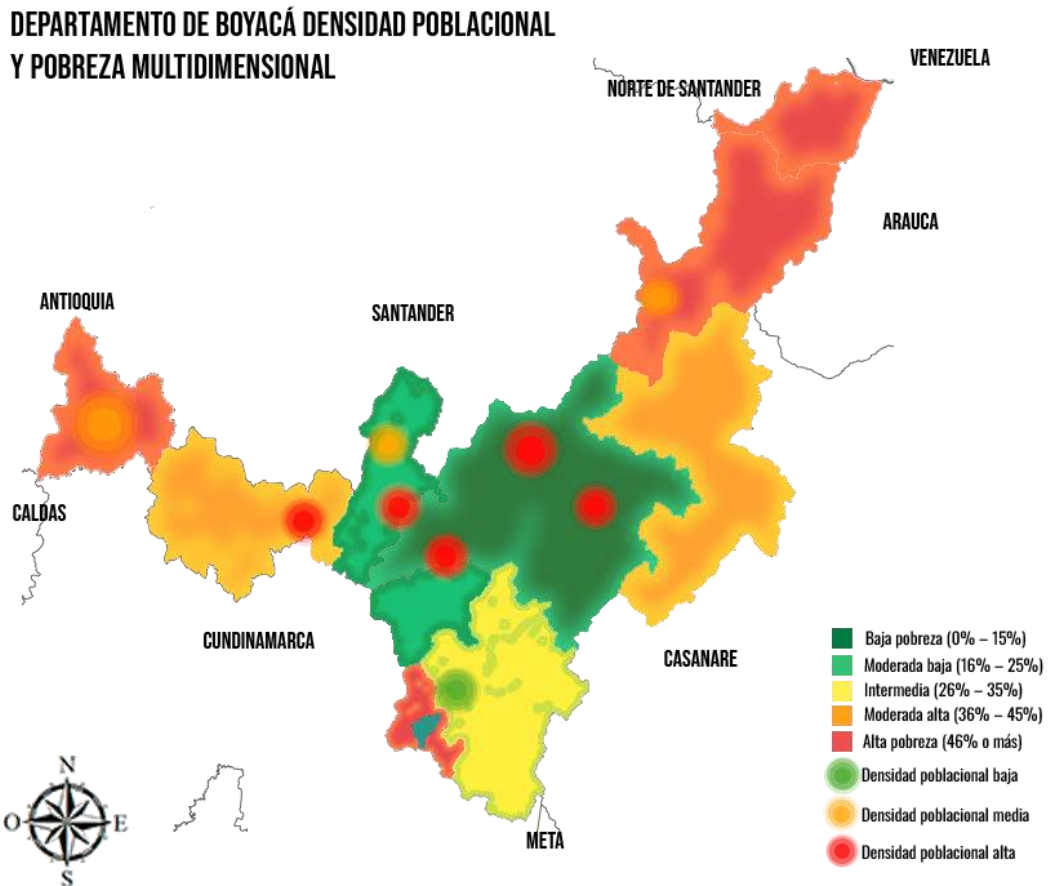 DEPARTAMENTO DE BOYACÁ DENSIDAD POBLACIONAL
Y POBREZA MULTIDIMENSIONAL
VENEZUELA
NORTE DE SANTANDER
ARAUCA
ANTIOQUIA
SANTANDER
CALDAS
CUNDINAMARCA
CASANARE
META
Baja pobreza (0% – 15%)
Moderada baja (16% – 25%)
Intermedia (26% – 35%)
Moderada alta (36% – 45%)
Alta pobreza (46% o más)
Densidad poblacional baja
Densidad poblacional media
Densidad poblacional alta
N
O
E
S